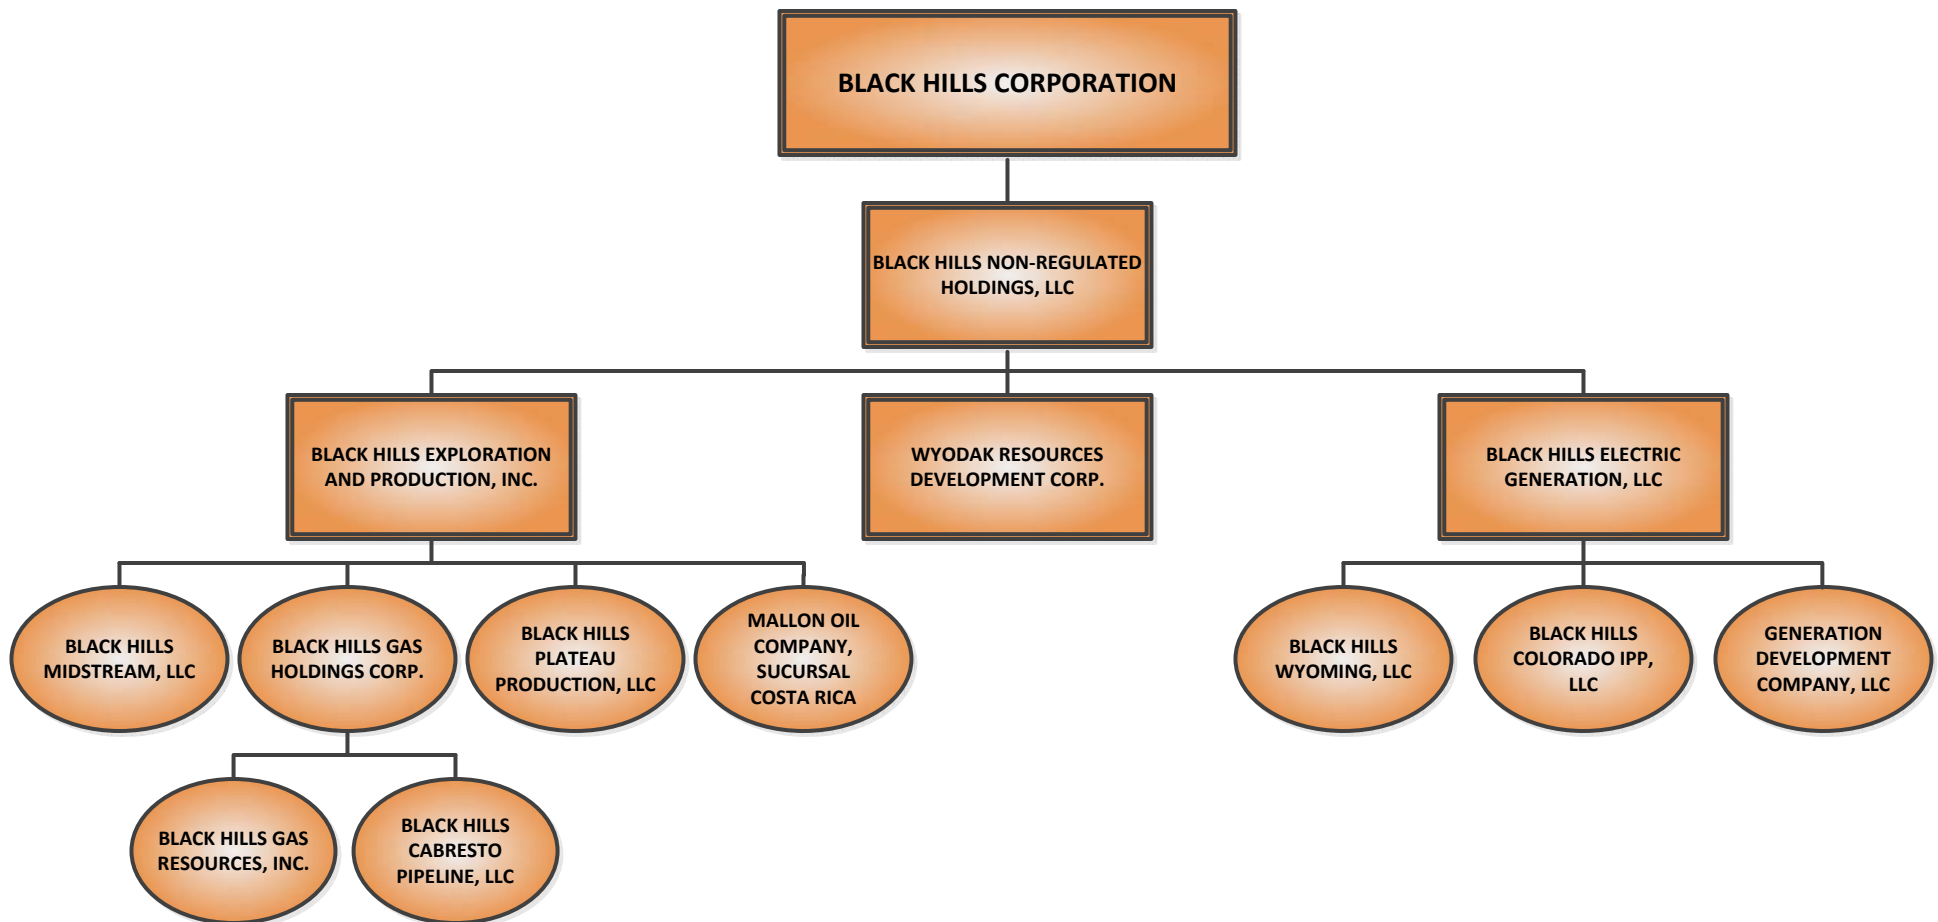 BLACK HILLS CORPORATION
BLACK HILLS NON-REGULATED
HOLDINGS, LLC
BLACK HILLS EXPLORATION
AND PRODUCTION, INC.
WYODAK RESOURCES
DEVELOPMENT CORP.
BLACK HILLS ELECTRIC
GENERATION, LLC
BLACK HILLS
MIDSTREAM, LLC
BLACK HILLS GAS
HOLDINGS CORP.
BLACK HILLS
PLATEAU
PRODUCTION, LLC
MALLON OIL
COMPANY,
SUCURSAL
COSTA RICA
BLACK HILLS
WYOMING, LLC
BLACK HILLS
COLORADO IPP,
LLC
GENERATION
DEVELOPMENT
COMPANY, LLC
BLACK HILLS GAS
RESOURCES, INC.
BLACK HILLS
CABRESTO
PIPELINE, LLC